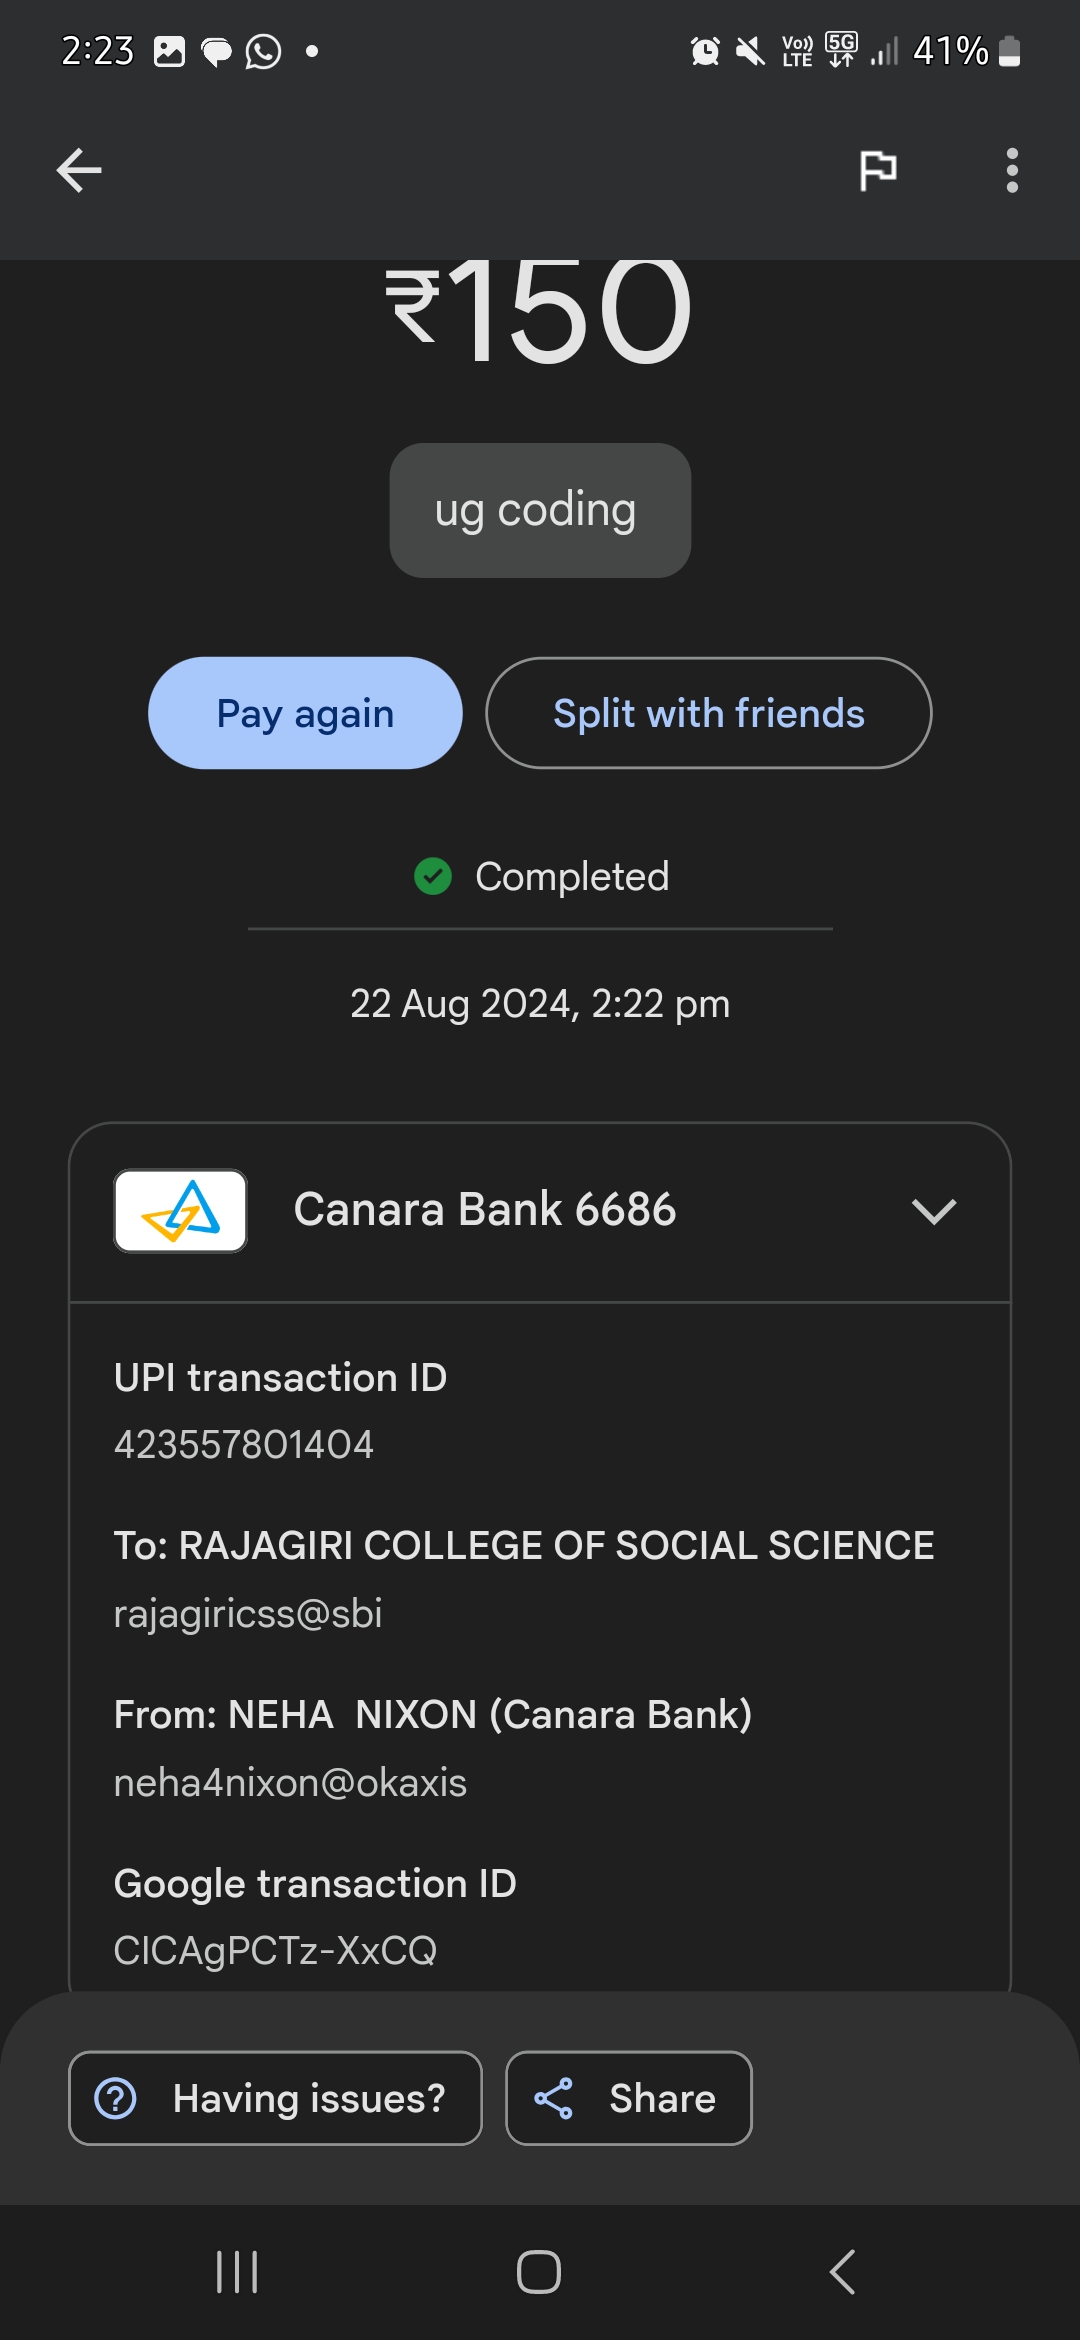 2:23
Vo)) LTE 5G 41%
₹150
ug coding
Pay again Split with friends
Completed
22 Aug 2024, 2:22 pm
Canara Bank 6686
UPI transaction ID
423557801404
To: RAJAGIRI COLLEGE OF SOCIAL SCIENCE
rajagiricss@sbi
From: NEHA  NIXON (Canara Bank)
neha4nixon@okaxis
Google transaction ID
CICAgPCTz-XxCQ
Having issues? Share